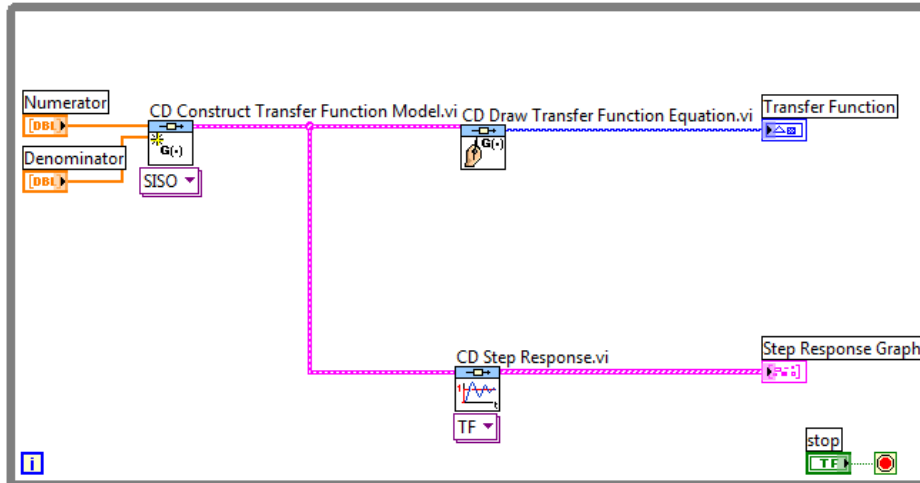 Numerator
[DBL]
CD Construct Transfer Function Model.vi
G(·)
Denominator
[DBL]
SISO
CD Draw Transfer Function Equation.vi
G(·)
Transfer Function
CD Step Response.vi
1
t
TF
Step Response Graph
stop
TF
i